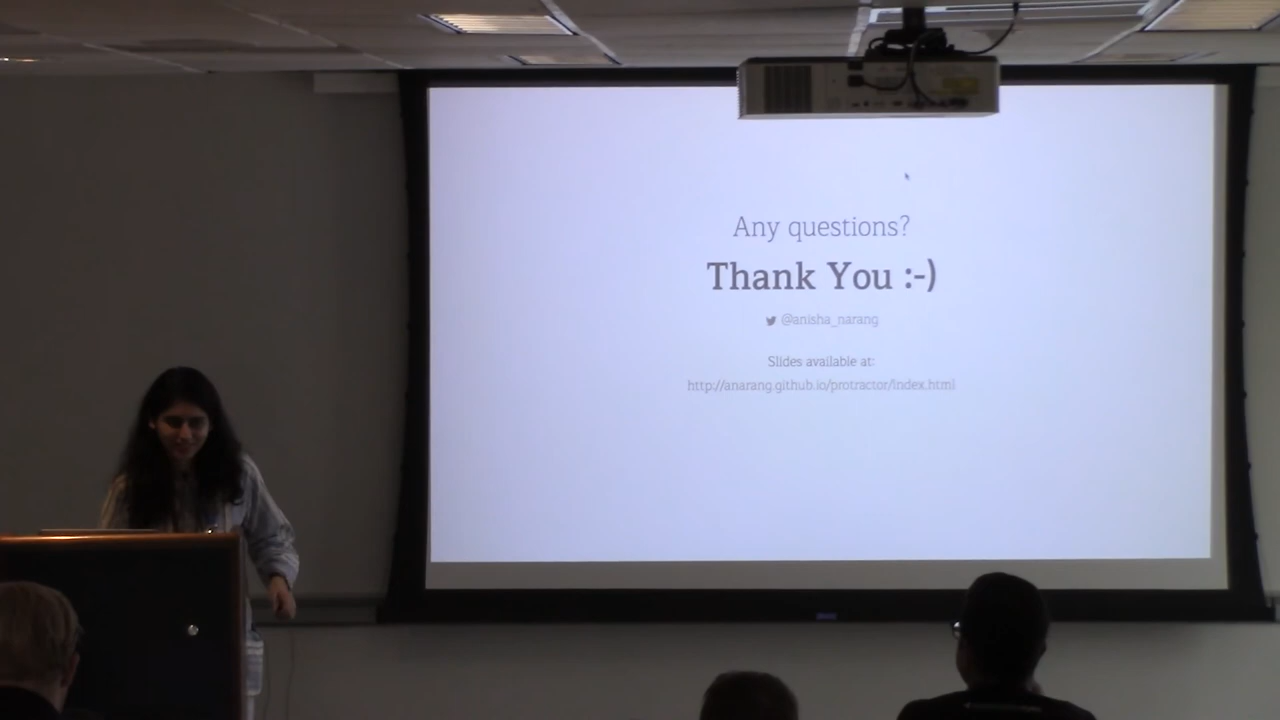 Any questions?
Thank You :-)
@anisha_narang
Slides available at:
http://anarang.github.io/protractor/index.html